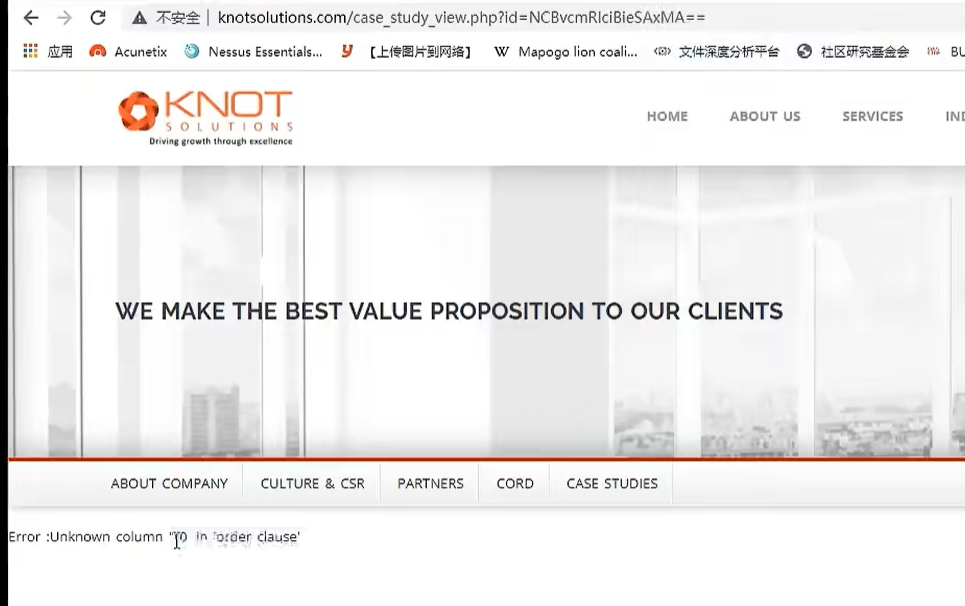 不安全 knotsolutions.com/case_study_view.php?id=NCBvcmRlciBieSAxMA==
应用 Acunetix Nessus Essentials... 【上传图片到网络】 Mapogo lion coali... 文件深度分析平台 社区研究基金会 BU
KNOT
SOLUTIONS
Driving growth through excellence
HOME ABOUT US SERVICES IND
WE MAKE THE BEST VALUE PROPOSITION TO OUR CLIENTS
ABOUT COMPANY CULTURE & CSR PARTNERS CORD CASE STUDIES
Error :Unknown column in 'order clause'